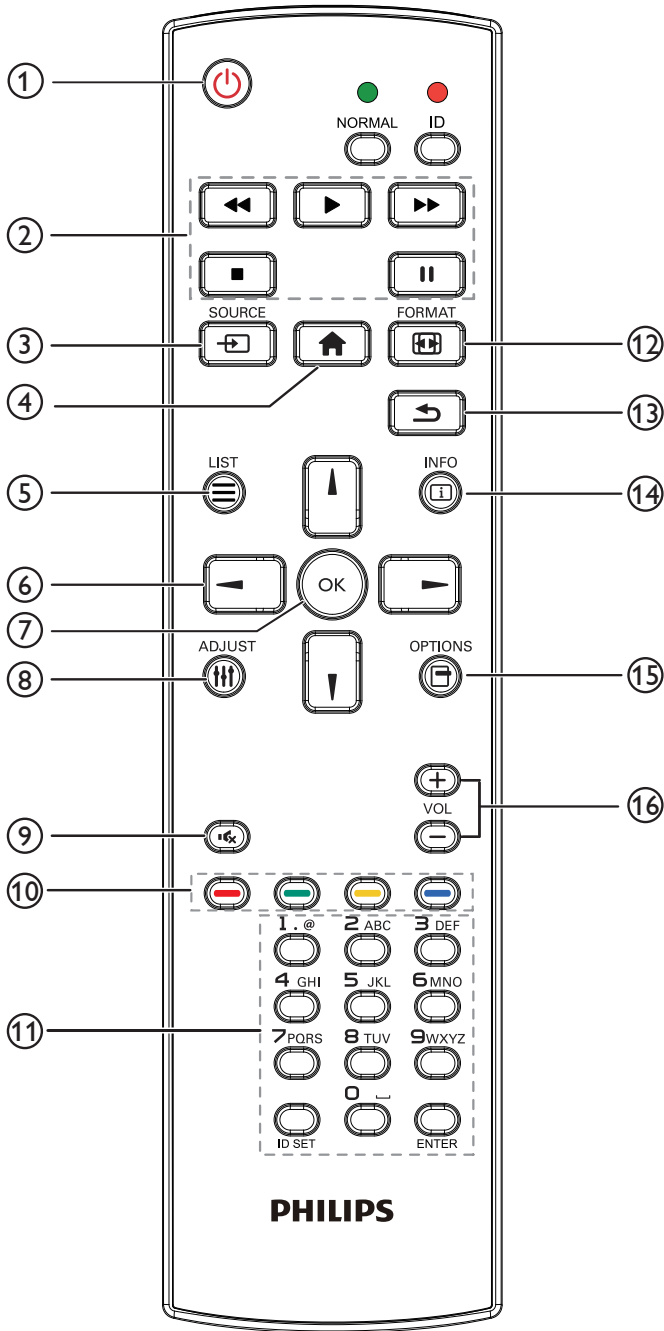 1
NORMAL ID
2
SOURCE FORMAT
3
12
4
13
LIST INFO
5
i
14
6
OK
7
ADJUST OPTIONS
8
15
VOL
16
9
10
1 . @ 2 ABC 3 DEF
4 GHI 5 JKL 6 MNO
11
7 PQRS 8 TUV 9 WXYZ
0 ⎵
ID SET ENTER
PHILIPS